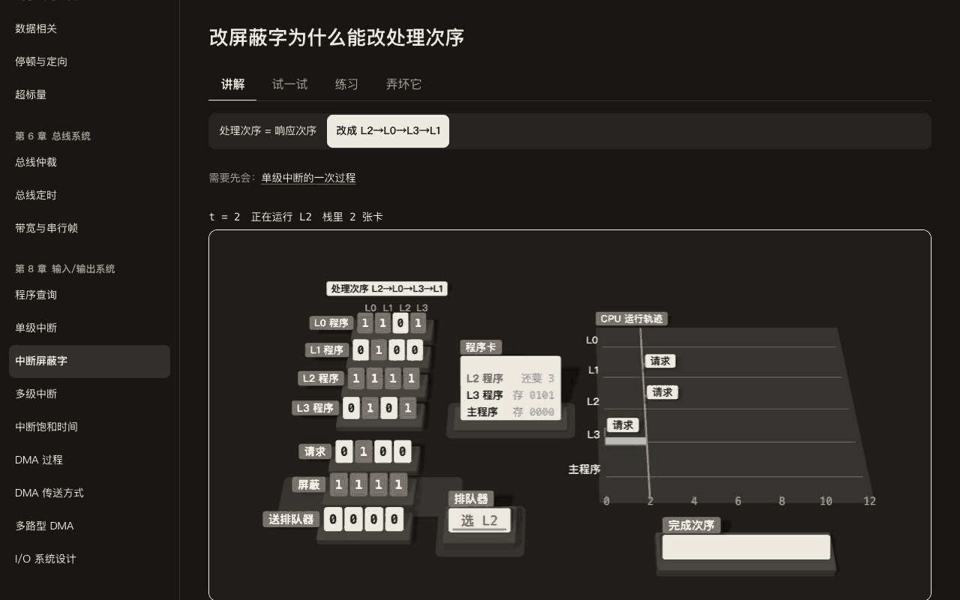 数据相关
停顿与定向
超标量
第 6 章 总线系统
总线仲裁
总线定时
带宽与串行帧
第 8 章 输入/输出系统
程序查询
单级中断
中断屏蔽字
多级中断
中断饱和时间
DMA 过程
DMA 传送方式
多路型 DMA
I/O 系统设计
改屏蔽字为什么能改处理次序
讲解 试一试 练习 弄坏它
处理次序 = 响应次序 改成 L2→L0→L3→L1
需要先会: 单级中断的一次过程
t = 2 正在运行 L2 栈里 2 张卡
处理次序 L2→L0→L3→L1
L0 L1 L2 L3
L0 程序 1 1 0 1
L1 程序 0 1 0 0
L2 程序 1 1 1 1
L3 程序 0 1 0 1
请求 0 1 0 0
屏蔽 1 1 1 1
送排队器 0 0 0 0
程序卡
L2 程序 还要 3
L3 程序 存 0101
主程序 存 0000
排队器
选 L2
CPU 运行轨迹
L0
L1 请求
L2 请求
L3 请求
主程序
0 2 4 6 8 10 12
完成次序